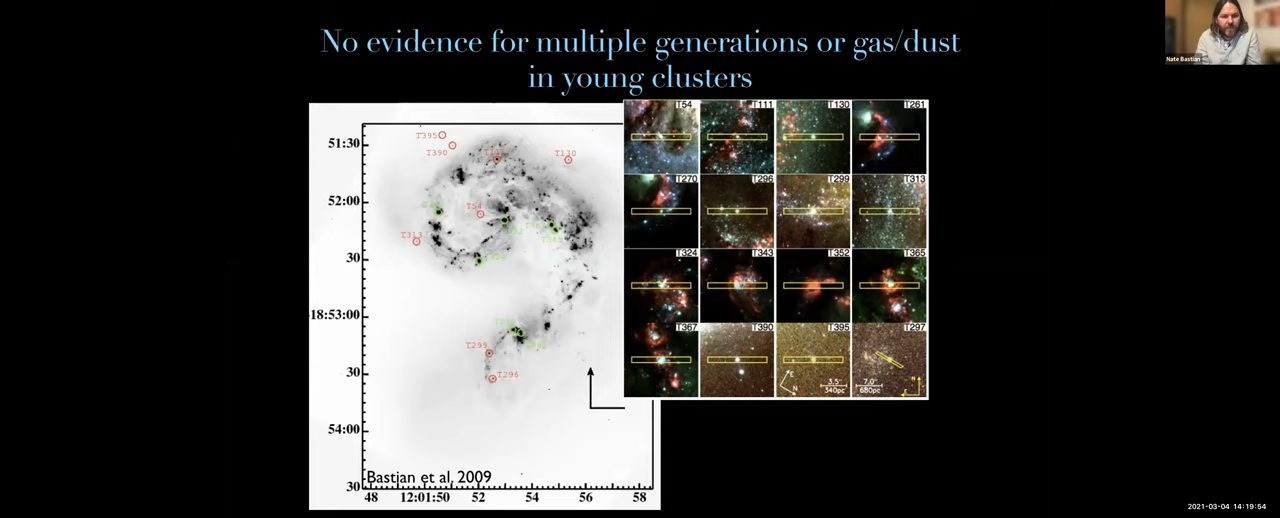 No evidence for multiple generations or gas/dust
in young clusters
Nate Bastian
51:30
52:00
30
18:53:00
30
54:00
30
48 12:01:50 52 54 56 58
T395
T390
T130
T54
T313
T299
T296
Bastian et al, 2009
T54 T111 T130 T261
T270 T296 T299 T313
T324 T343 T352 T365
T367 T390 T395 T297
E
N
3.5"
340pc
7.0"
680pc
N
E
2021-03-04 14:19:54